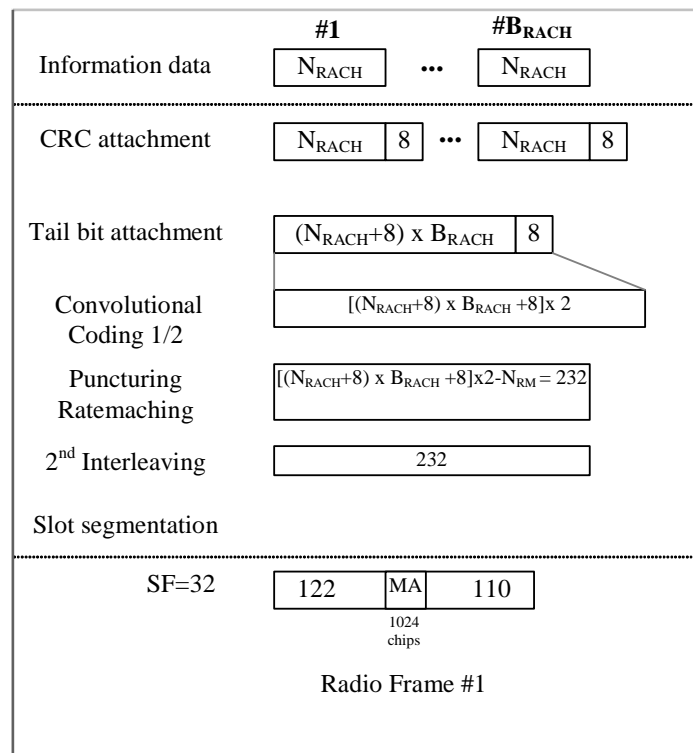 #1 #B_RACH
Information data N_RACH ••• N_RACH
CRC attachment N_RACH 8 ••• N_RACH 8
Tail bit attachment (N_RACH+8) x B_RACH 8
Convolutional
Coding 1/2
[(N_RACH+8) x B_RACH +8]x 2
Puncturing
Ratemaching
[(N_RACH+8) x B_RACH +8]x2-N_RM = 232
2nd Interleaving 232
Slot segmentation
SF=32 122 MA 110
1024
chips
Radio Frame #1